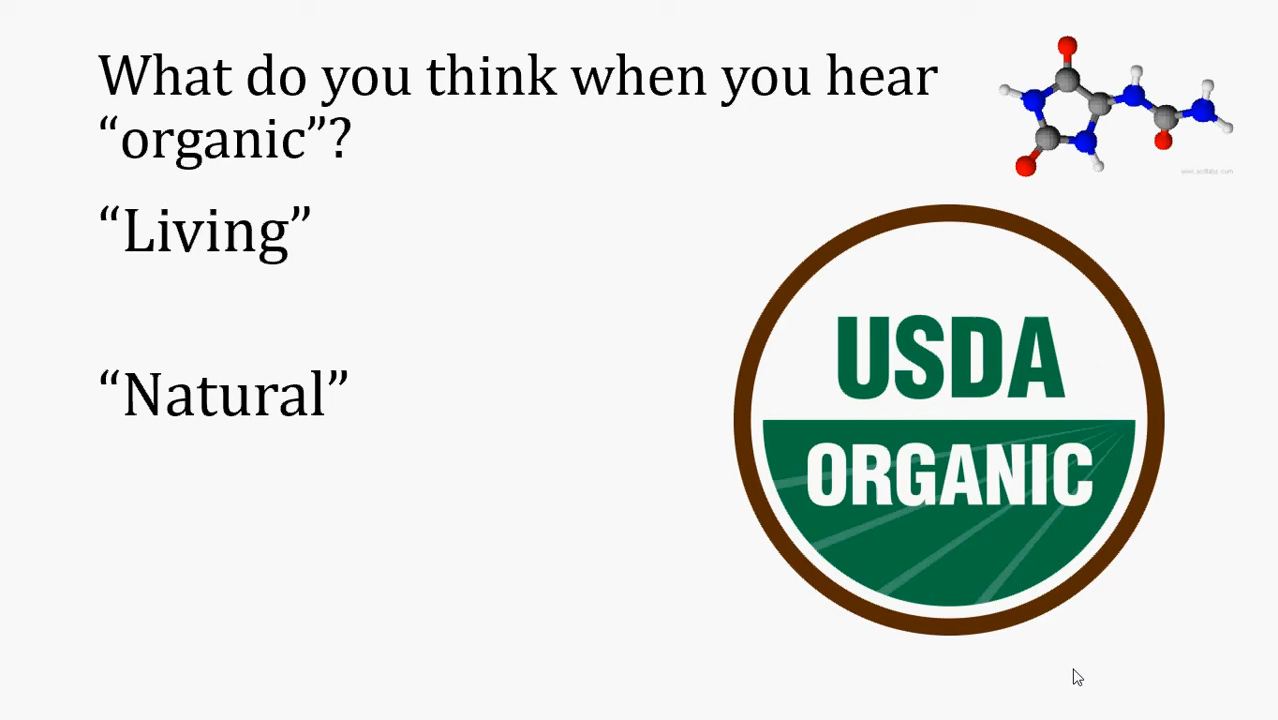 What do you think when you hear
“organic”?
“Living”
“Natural”
USDA
ORGANIC